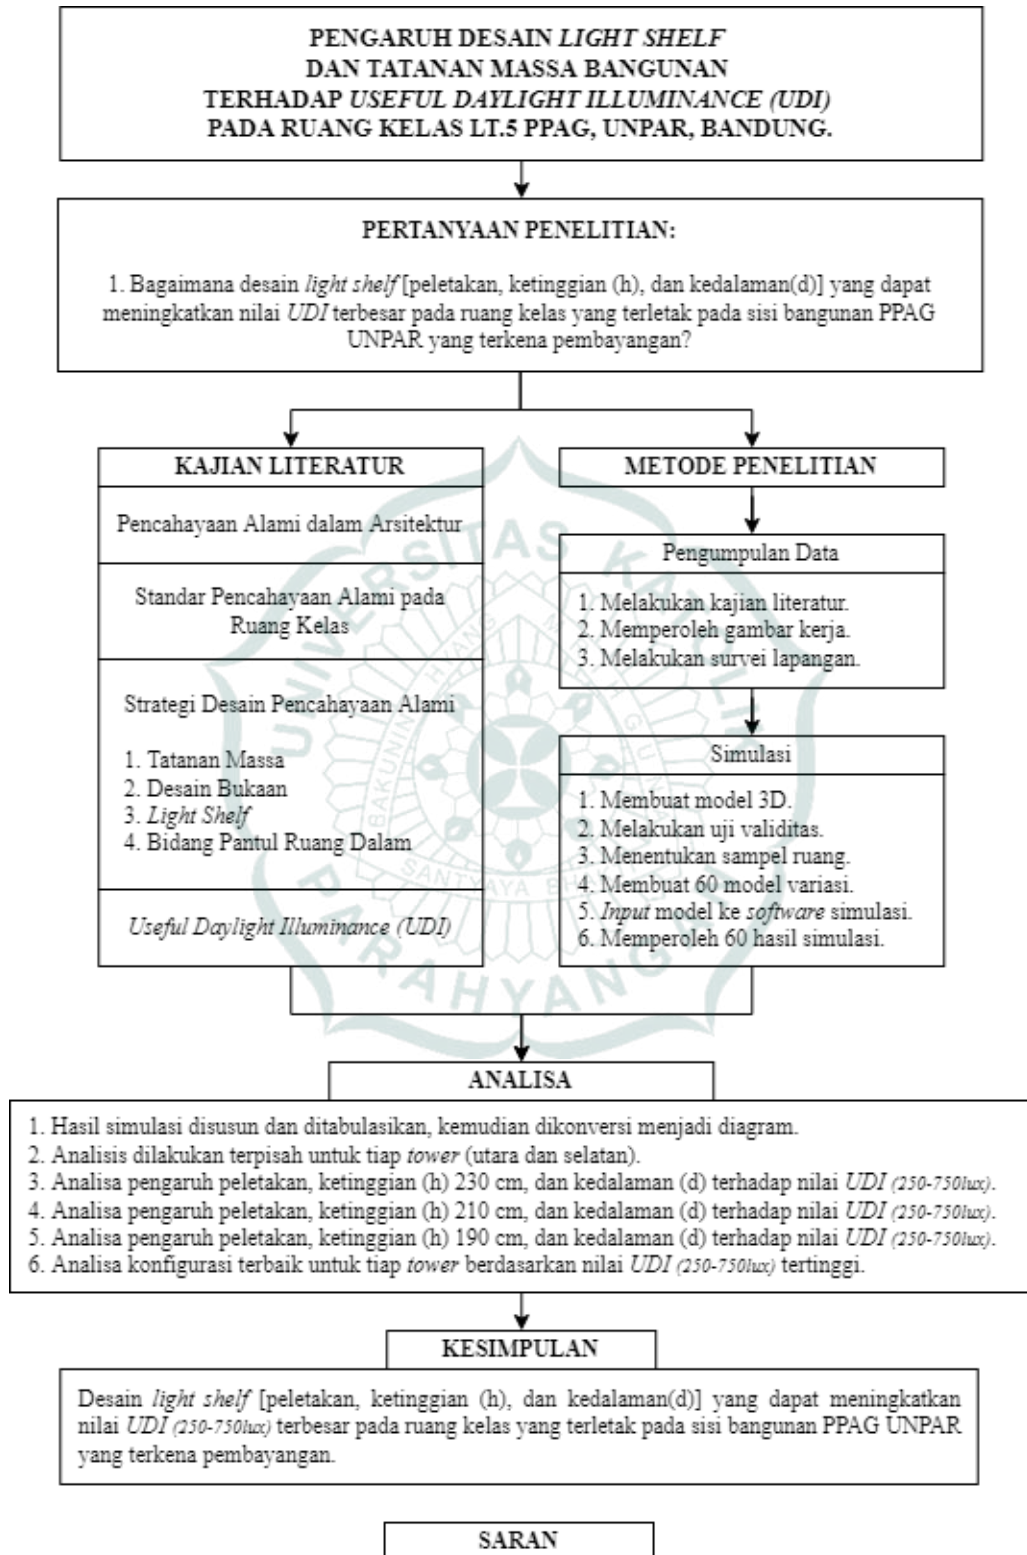 PENGARUH DESAIN LIGHT SHELF
DAN TATANAN MASSA BANGUNAN
TERHADAP USEFUL DAYLIGHT ILLUMINANCE (UDI)
PADA RUANG KELAS LT.5 PPAG, UNPAR, BANDUNG.
PERTANYAAN PENELITIAN:
1. Bagaimana desain light shelf [peletakan, ketinggian (h), dan kedalaman(d)] yang dapat
meningkatkan nilai UDI terbesar pada ruang kelas yang terletak pada sisi bangunan PPAG
UNPAR yang terkena pembayangan?
KAJIAN LITERATUR
Pencahayaan Alami dalam Arsitektur
Standar Pencahayaan Alami pada
Ruang Kelas
Strategi Desain Pencahayaan Alami
1. Tatanan Massa
2. Desain Bukaan
3. Light Shelf
4. Bidang Pantul Ruang Dalam
Useful Daylight Illuminance (UDI)
METODE PENELITIAN
Pengumpulan Data
1. Melakukan kajian literatur.
2. Memperoleh gambar kerja.
3. Melakukan survei lapangan.
Simulasi
1. Membuat model 3D.
2. Melakukan uji validitas.
3. Menentukan sampel ruang.
4. Membuat 60 model variasi.
5. Input model ke software simulasi.
6. Memperoleh 60 hasil simulasi.
UNIVERSITAS KATOLIK
PARAHYANGAN
ANALISA
1. Hasil simulasi disusun dan ditabulasikan, kemudian dikonversi menjadi diagram.
2. Analisis dilakukan terpisah untuk tiap tower (utara dan selatan).
3. Analisa pengaruh peletakan, ketinggian (h) 230 cm, dan kedalaman (d) terhadap nilai UDI (250-750lux).
4. Analisa pengaruh peletakan, ketinggian (h) 210 cm, dan kedalaman (d) terhadap nilai UDI (250-750lux).
5. Analisa pengaruh peletakan, ketinggian (h) 190 cm, dan kedalaman (d) terhadap nilai UDI (250-750lux).
6. Analisa konfigurasi terbaik untuk tiap tower berdasarkan nilai UDI (250-750lux) tertinggi.
KESIMPULAN
Desain light shelf [peletakan, ketinggian (h), dan kedalaman(d)] yang dapat meningkatkan
nilai UDI (250-750lux) terbesar pada ruang kelas yang terletak pada sisi bangunan PPAG UNPAR
yang terkena pembayangan.
SARAN